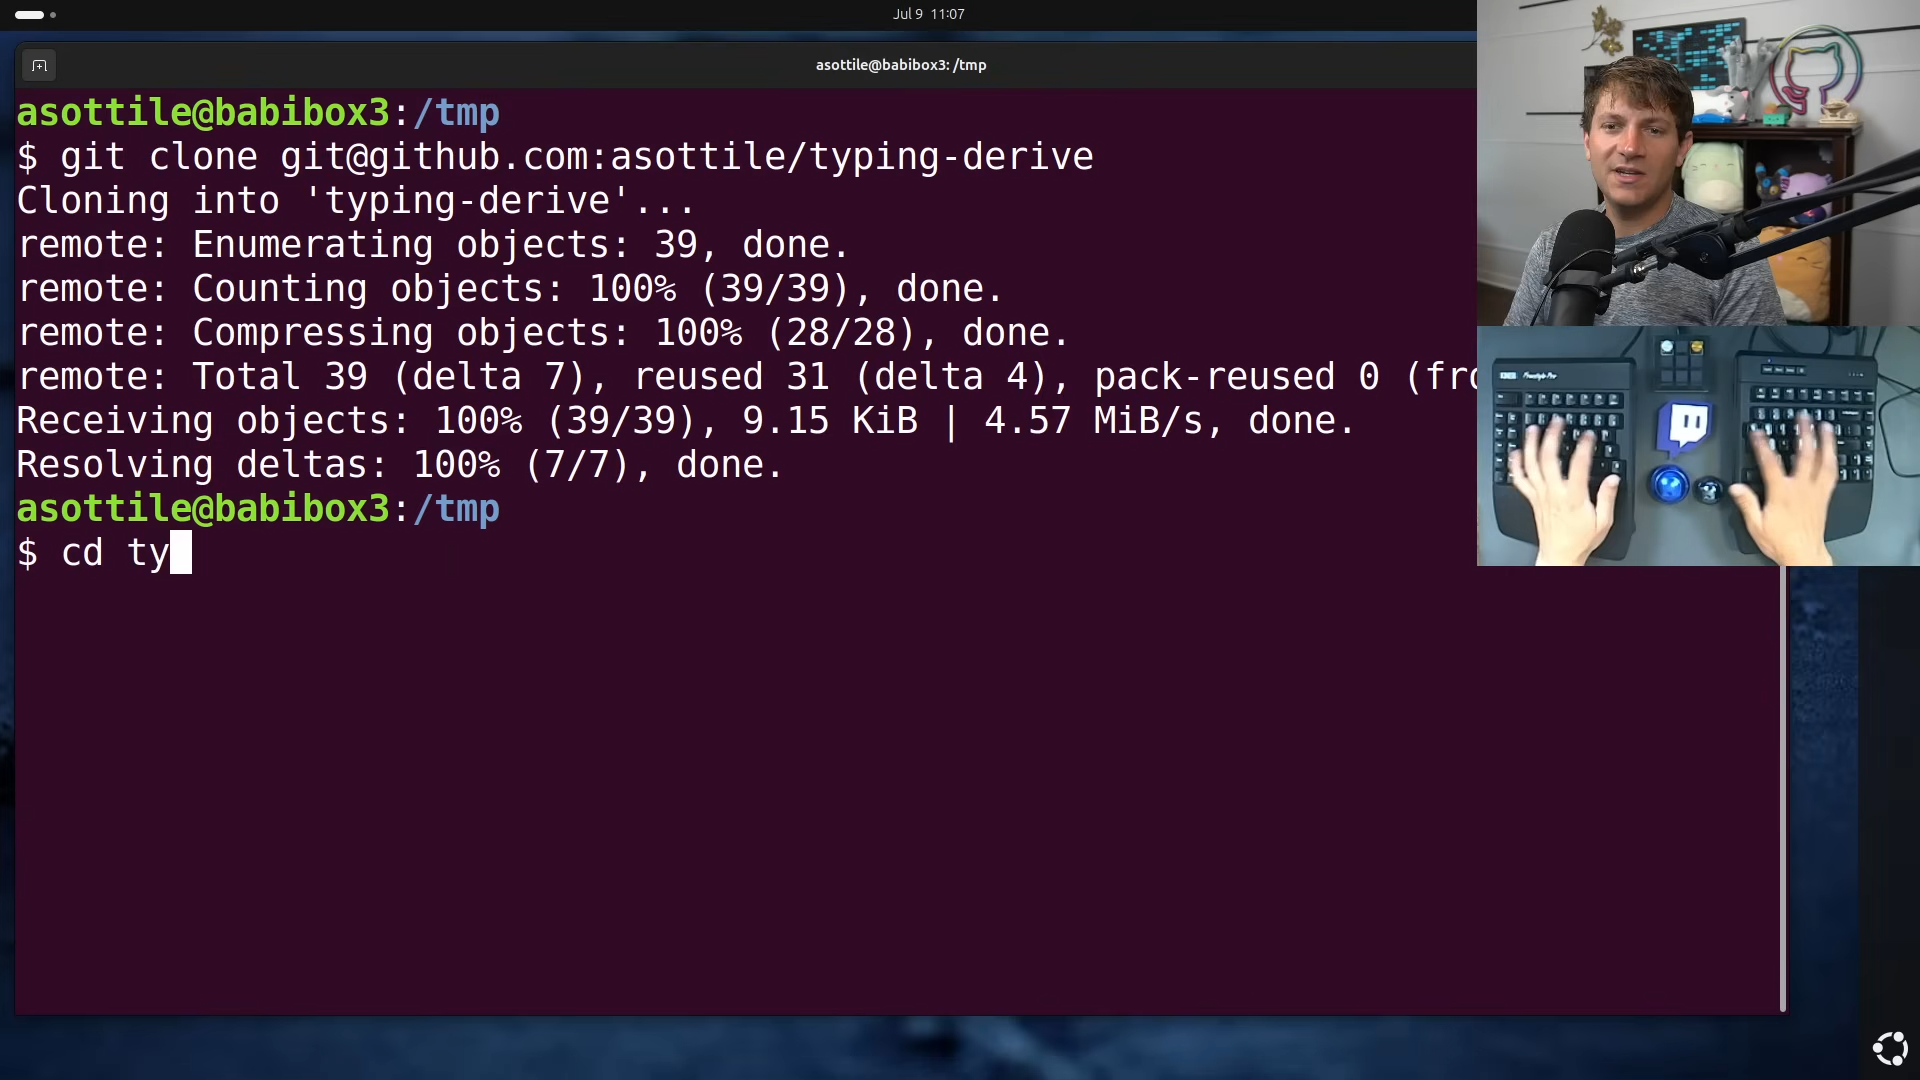 Jul 9 11:07
asottile@babibox3: /tmp
asottile@babibox3:/tmp
$ git clone git@github.com:asottile/typing-derive
Cloning into 'typing-derive'...
remote: Enumerating objects: 39, done.
remote: Counting objects: 100% (39/39), done.
remote: Compressing objects: 100% (28/28), done.
remote: Total 39 (delta 7), reused 31 (delta 4), pack-reused 0 (fro
Receiving objects: 100% (39/39), 9.15 KiB | 4.57 MiB/s, done.
Resolving deltas: 100% (7/7), done.
asottile@babibox3:/tmp
$ cd ty
Freestyle Pro